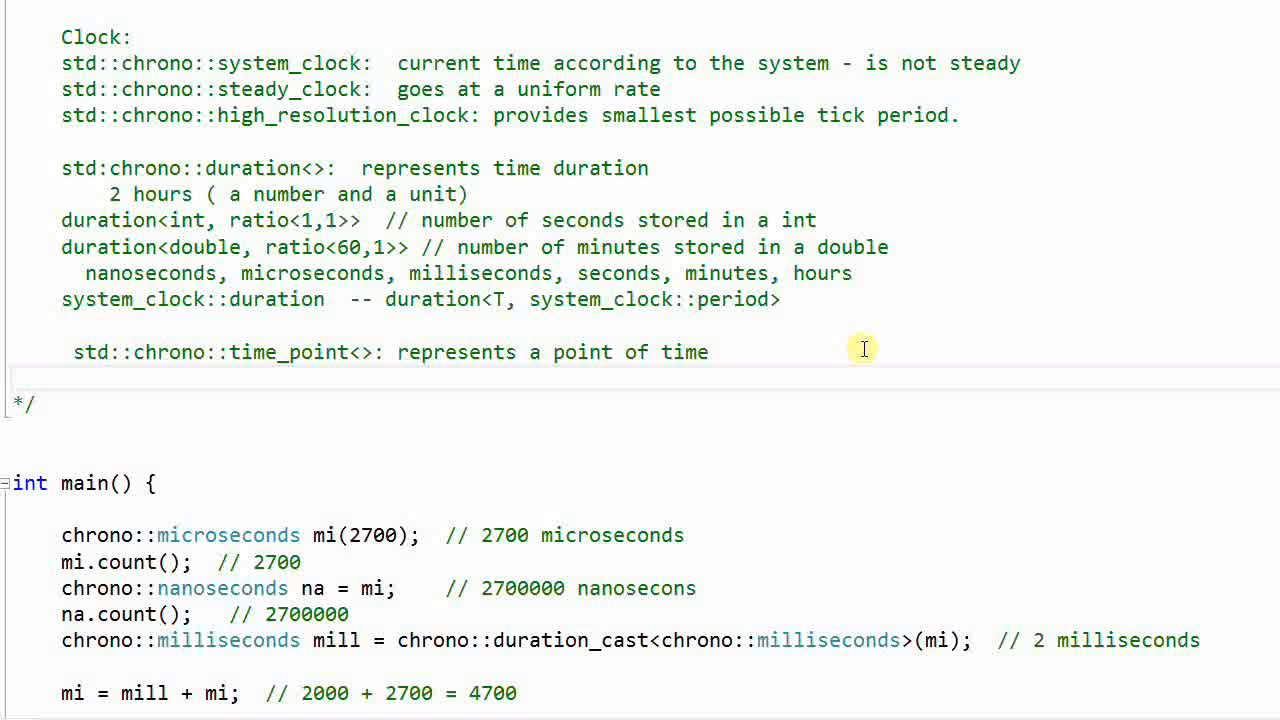 Clock:
std::chrono::system_clock:  current time according to the system - is not steady
std::chrono::steady_clock:  goes at a uniform rate
std::chrono::high_resolution_clock: provides smallest possible tick period.
std:chrono::duration<>:  represents time duration
2 hours ( a number and a unit)
duration<int, ratio<1,1>>  // number of seconds stored in a int
duration<double, ratio<60,1>> // number of minutes stored in a double
nanoseconds, microseconds, milliseconds, seconds, minutes, hours
system_clock::duration  -- duration<T, system_clock::period>
std::chrono::time_point<>: represents a point of time
*/
int main() {
chrono::microseconds mi(2700);  // 2700 microseconds
mi.count();  // 2700
chrono::nanoseconds na = mi;    // 2700000 nanosecons
na.count();   // 2700000
chrono::milliseconds mill = chrono::duration_cast<chrono::milliseconds>(mi);  // 2 milliseconds
mi = mill + mi;  // 2000 + 2700 = 4700